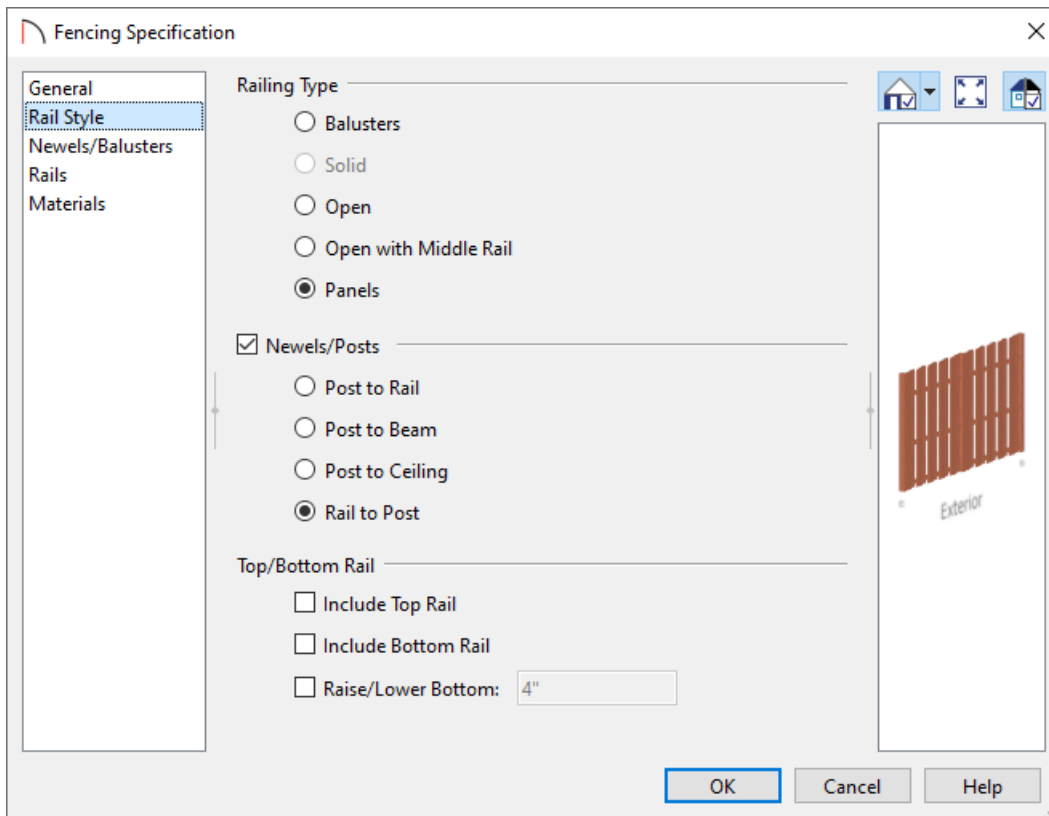 Fencing Specification
General
Rail Style
Newels/Balusters
Rails
Materials
Railing Type
Balusters
Solid
Open
Open with Middle Rail
Panels
Newels/Posts
Post to Rail
Post to Beam
Post to Ceiling
Rail to Post
Top/Bottom Rail
Include Top Rail
Include Bottom Rail
Raise/Lower Bottom: 4"
Exterior
OK Cancel Help